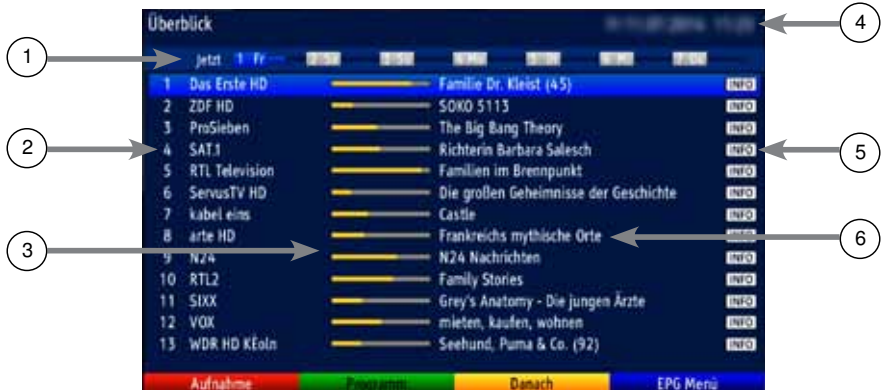 Überblick
4
1
Jetzt 1 Fr
1 Das Erste HD Familie Dr. Kleist (45) INFO
2 ZDF HD SOKO 5113 INFO
3 ProSieben The Big Bang Theory INFO
2
4 SAT.1 Richterin Barbara Salesch INFO
5
5 RTL Television Familien im Brennpunkt INFO
6 ServusTV HD Die großen Geheimnisse der Geschichte INFO
7 kabel eins Castle INFO
8 arte HD Frankreichs mythische Orte INFO
6
3
9 N24 N24 Nachrichten INFO
10 RTL2 Family Stories INFO
11 SIXX Grey's Anatomy - Die jungen Ärzte INFO
12 VOX mieten, kaufen, wohnen INFO
13 WDR HD KEoln Seehund, Puma & Co. (92) INFO
Aufnahme Programm Danach EPG Menü